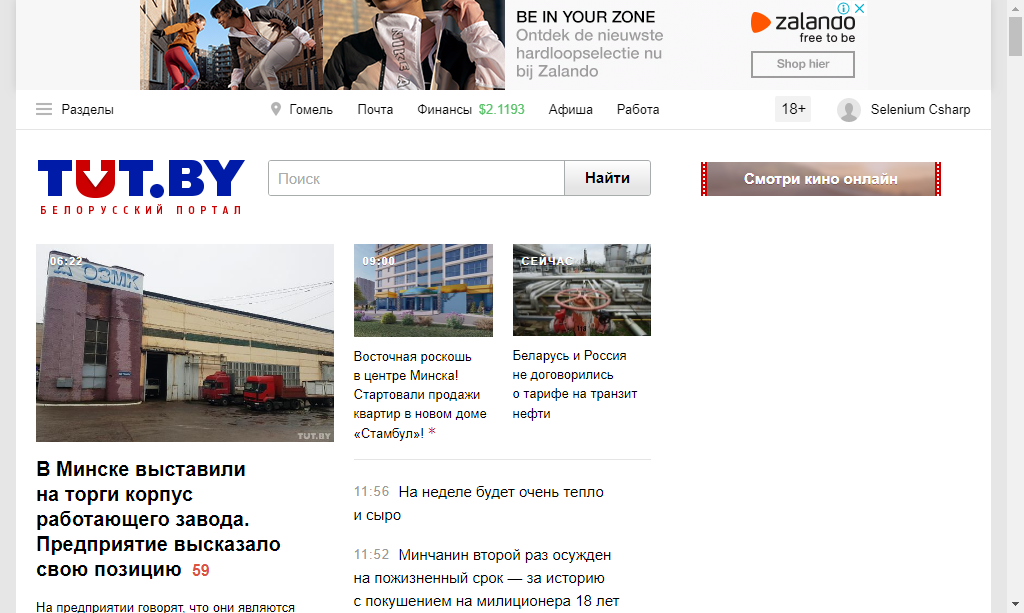 BE IN YOUR ZONE
Ontdek de nieuwste
hardloopselectie nu
bij Zalando
zalando
free to be
Shop hier
NIKE
Разделы
Гомель
Почта
Финансы $2.1193
Афиша
Работа
18+
Selenium Csharp
TUT.BY
БЕЛОРУССКИЙ ПОРТАЛ
Поиск
Найти
Смотри кино онлайн
06:22
ОЗМК
TUT.BY
В Минске выставили
на торги корпус
работающего завода.
Предприятие высказало
свою позицию 59
На предприятии говорят, что они являются
09:00
Восточная роскошь
в центре Минска!
Стартовали продажи
квартир в новом доме
«Стамбул»! *
СЕЙЧАС
Беларусь и Россия
не договорились
о тарифе на транзит
нефти
11:56 На неделе будет очень тепло
и сыро
11:52 Минчанин второй раз осужден
на пожизненный срок — за историю
с покушением на милиционера 18 лет